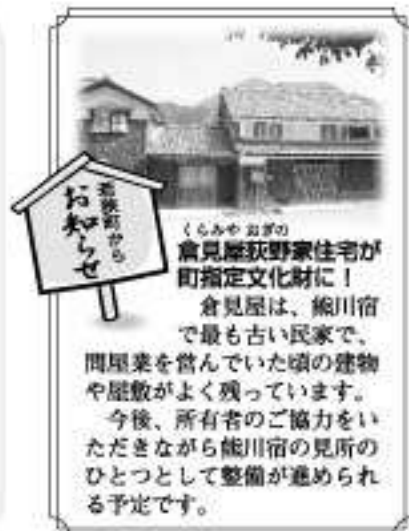 若狭町から
お知らせ
くらみや おぎの
倉見屋荻野家住宅が
町指定文化財に！
倉見屋は、熊川宿
で最も古い民家で、
問屋業を営んでいた頃の建物
や屋敷がよく残っています。
今後、所有者のご協力をい
ただきながら熊川宿の見所の
ひとつとして整備が進められ
る予定です。